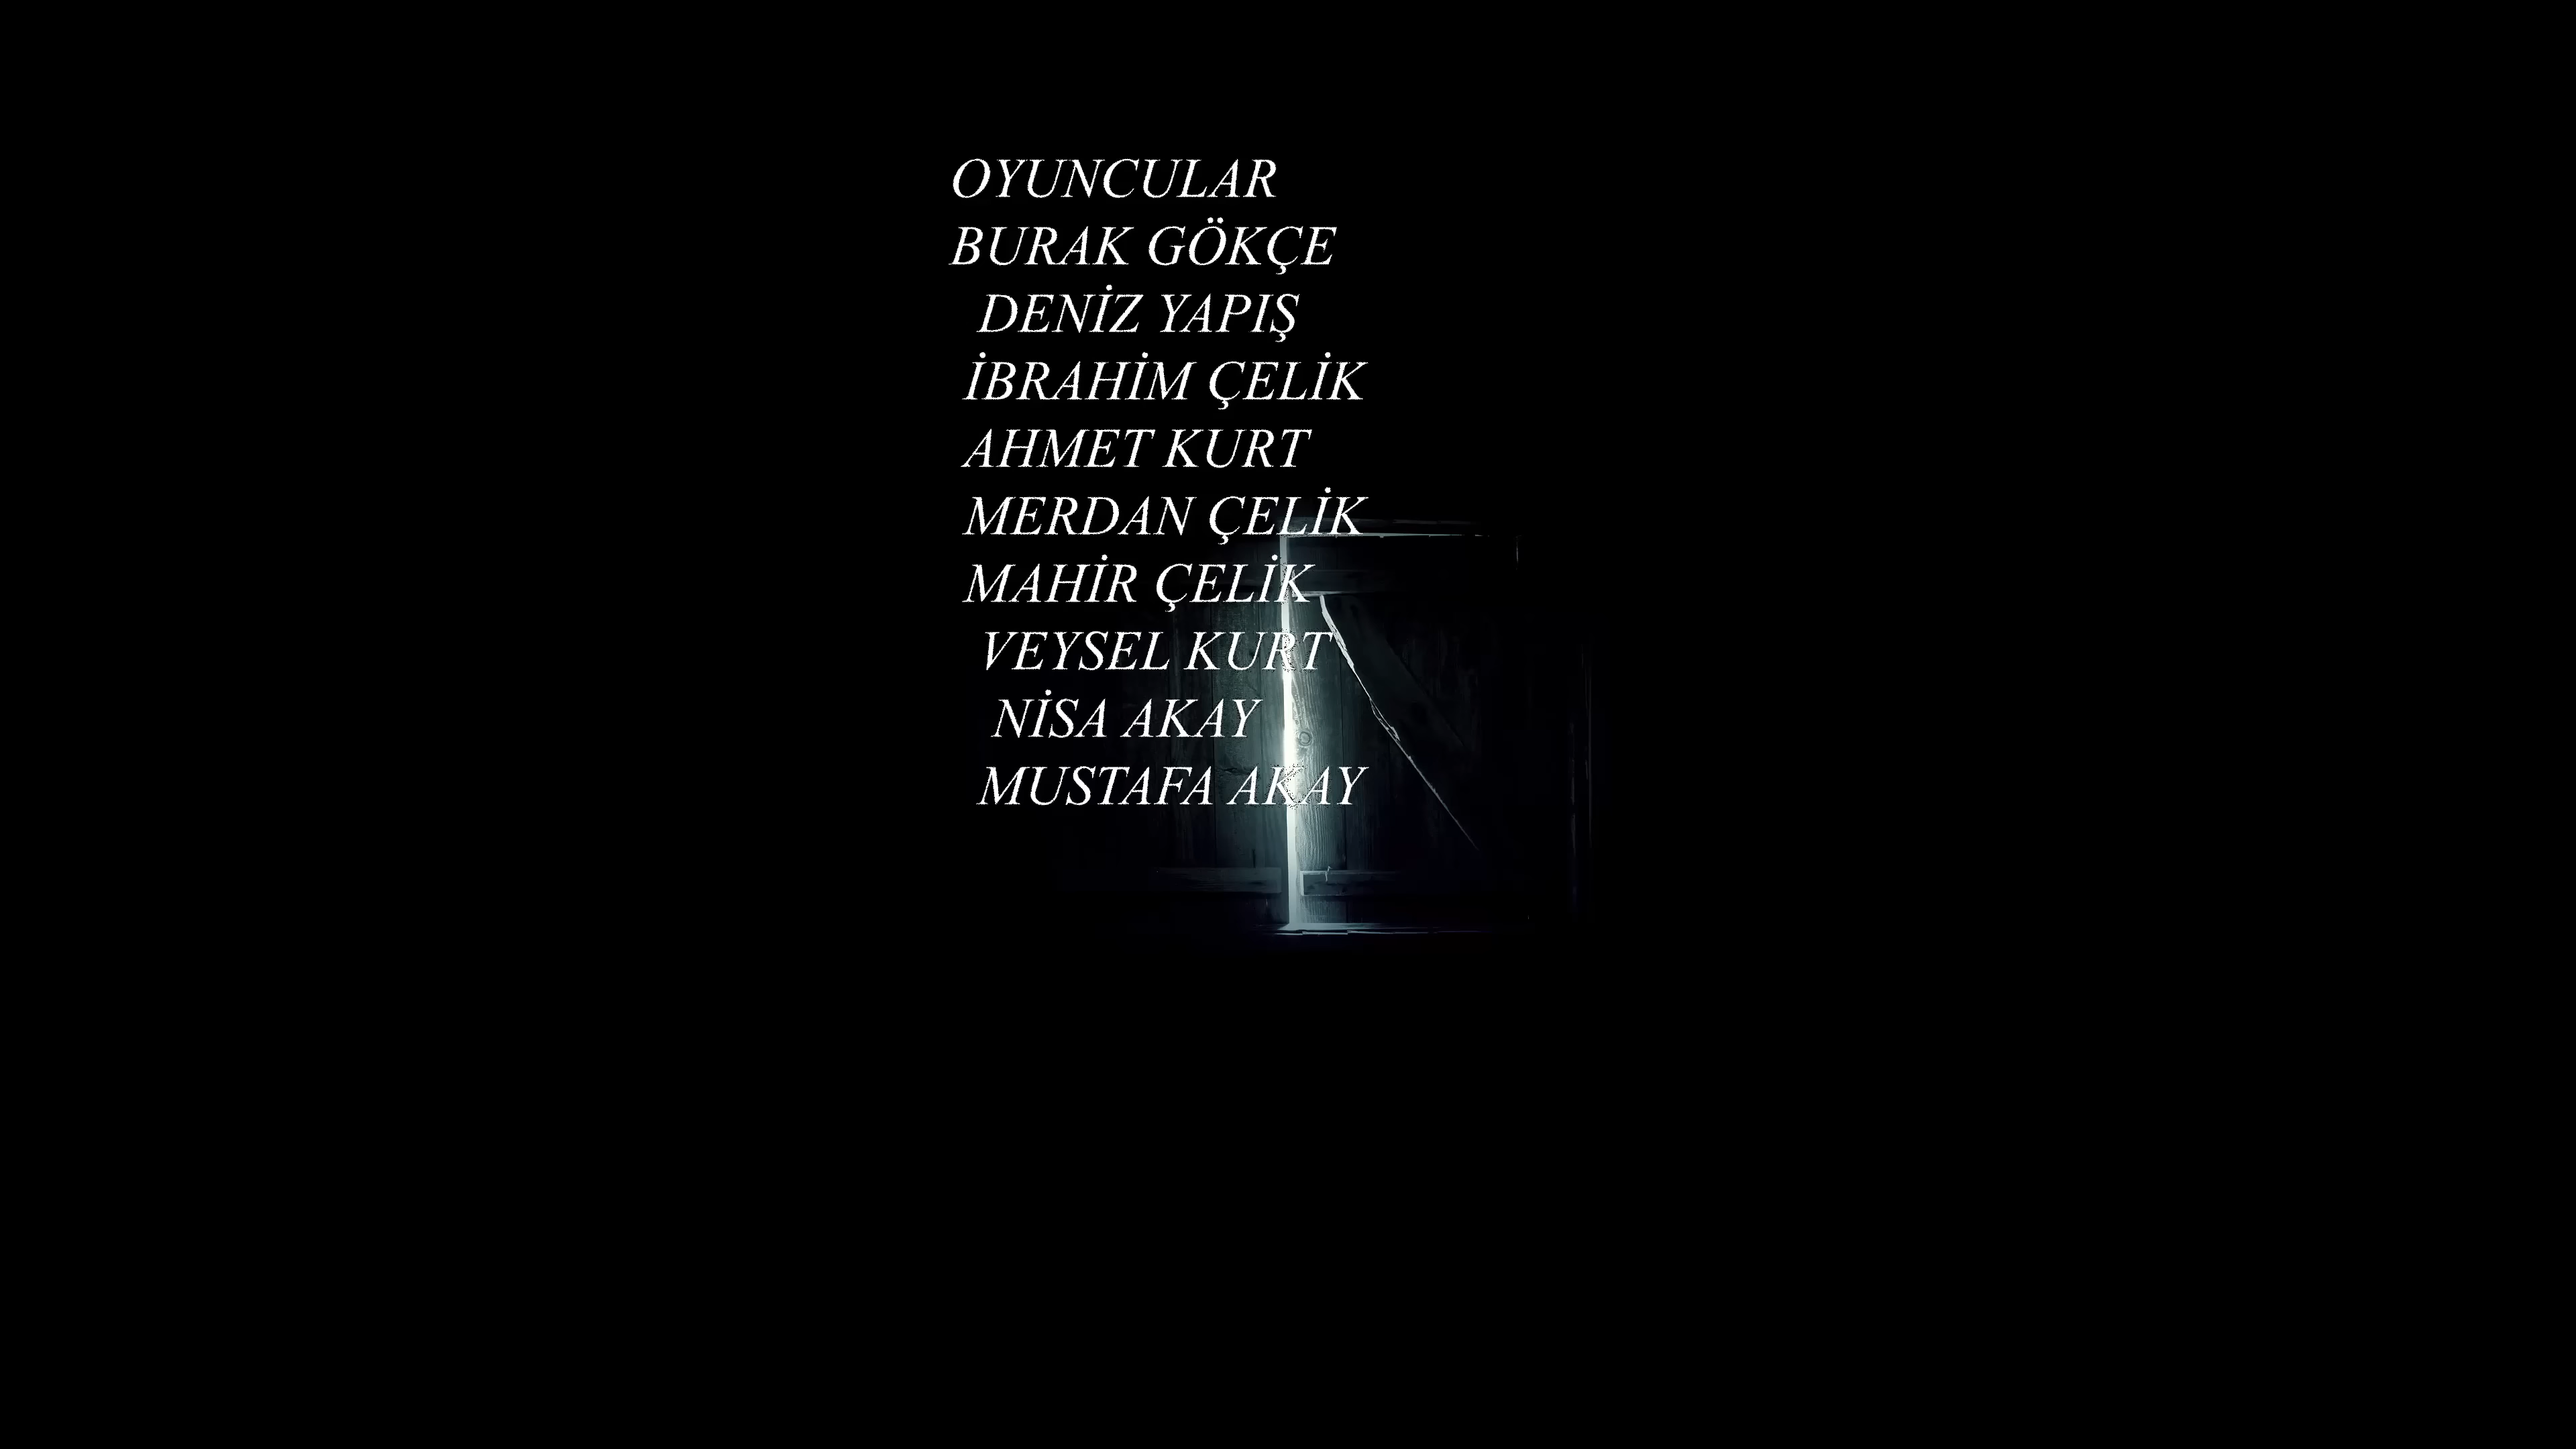 OYUNCULAR
BURAK GÖKÇE
DENİZ YAPIŞ
İBRAHİM ÇELİK
AHMET KURT
MERDAN ÇELİK
MAHİR ÇELİK
VEYSEL KURT
NİSA AKAY
MUSTAFA AKAY